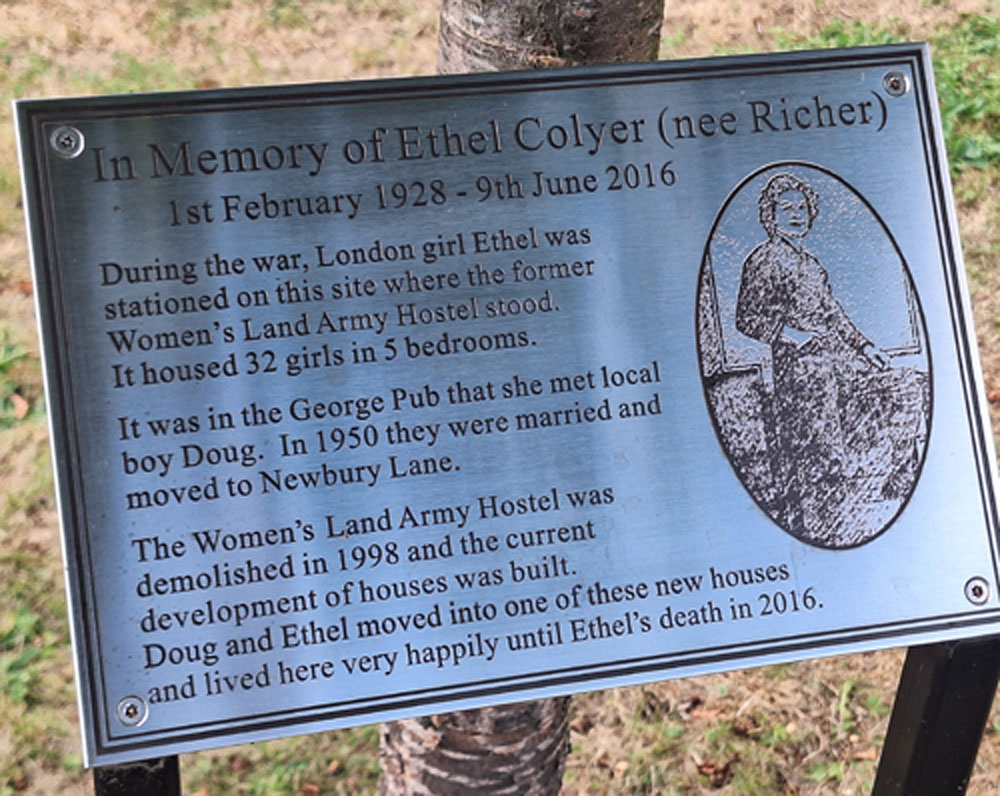 In Memory of Ethel Colyer (nee Richer)
1st February 1928 - 9th June 2016
During the war, London girl Ethel was
stationed on this site where the former
Women's Land Army Hostel stood.
It housed 32 girls in 5 bedrooms.
It was in the George Pub that she met local
boy Doug. In 1950 they were married and
moved to Newbury Lane.
The Women's Land Army Hostel was
demolished in 1998 and the current
development of houses was built.
Doug and Ethel moved into one of these new houses
and lived here very happily until Ethel's death in 2016.